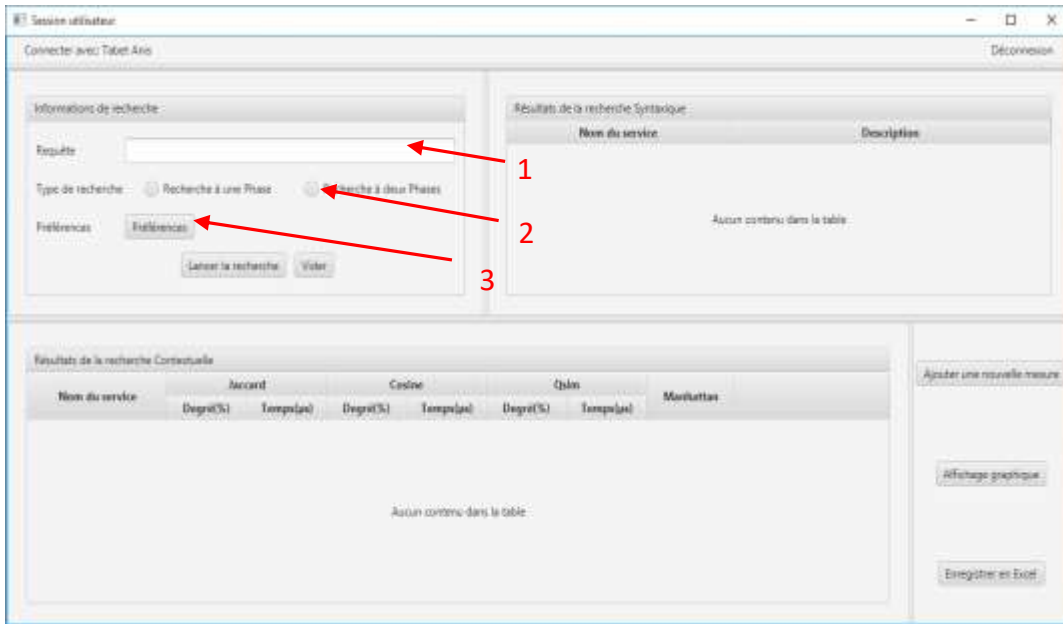 Session utilisateur
Connecter avec: Tabet Anis
Déconnexion
Informations de recherche
Requête
1
Type de recherche Recherche à une Phase Recherche à deux Phases
2
Préférences Préférences
3
Lancer la recherche Vider
Résultats de la recherche Syntaxique
Nom du service Description
Aucun contenu dans la table
Résultats de la recherche Contextuelle
Nom du service Jaccard Cosine Qsim Manhattan
Degré(%) Temps(µs) Degré(%) Temps(µs) Degré(%) Temps(µs)
Aucun contenu dans la table
Ajouter une nouvelle mesure
Affichage graphique
Enregistrer en Excel